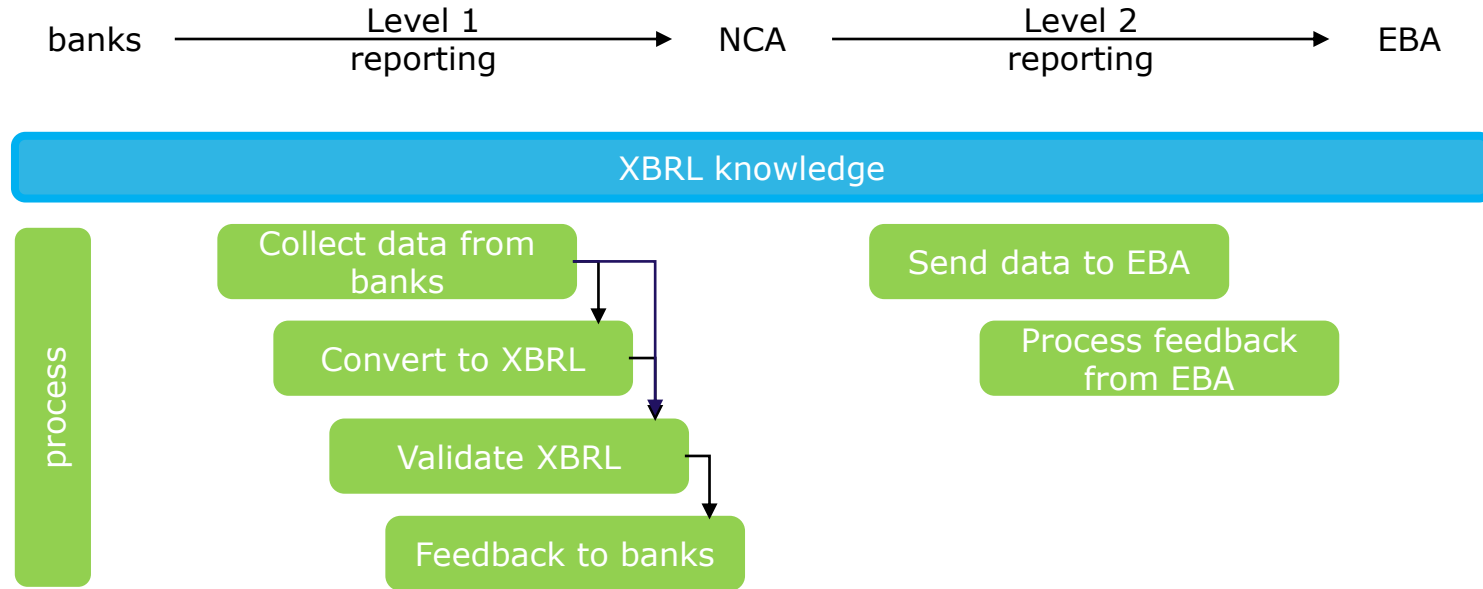 banks
Level 1
reporting
NCA
Level 2
reporting
EBA
XBRL knowledge
process
Collect data from
banks
Convert to XBRL
Validate XBRL
Feedback to banks
Send data to EBA
Process feedback
from EBA